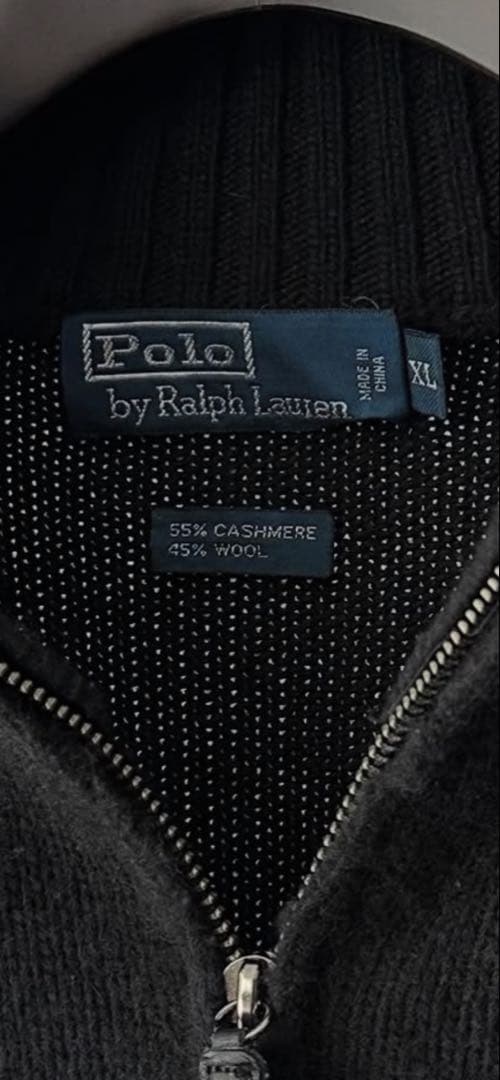 Polo
by Ralph Lauren
MADE IN
CHINA
XL
55% CASHMERE
45% WOOL